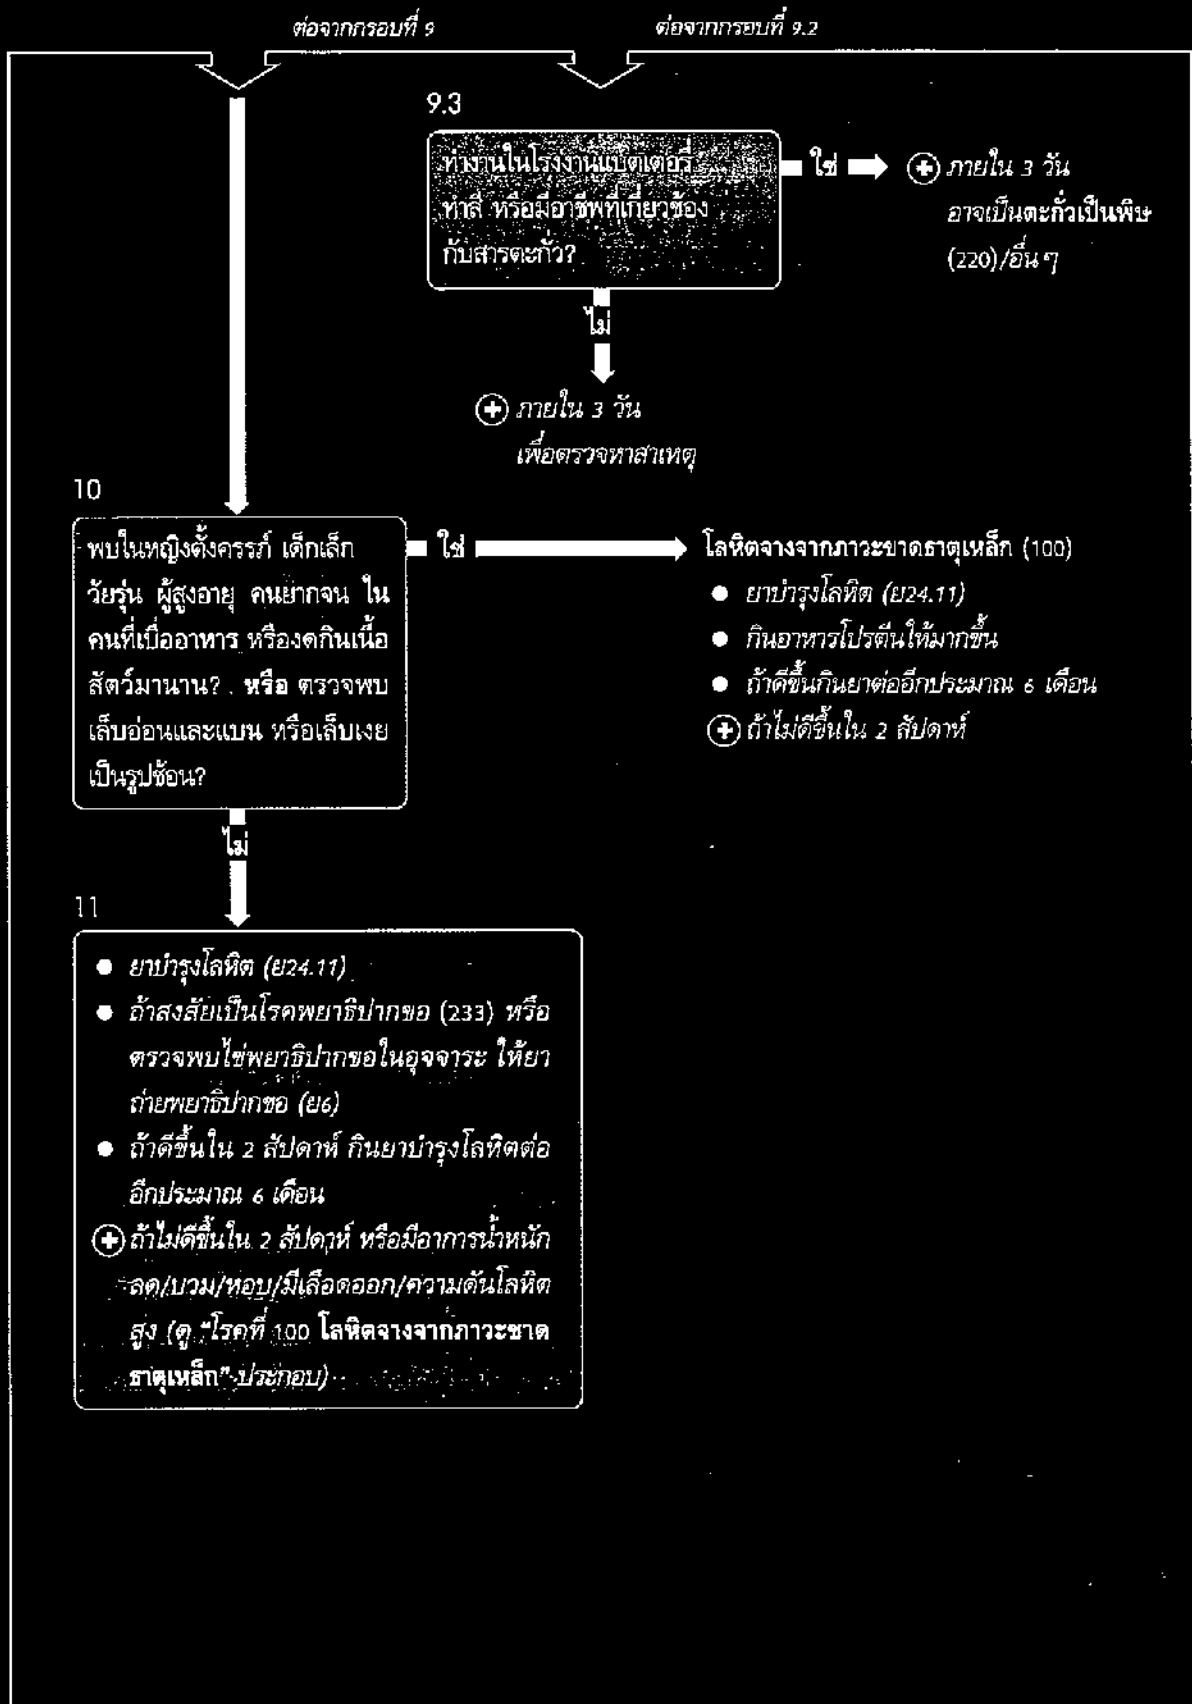 ต่อจากกรอบที่ 9
ต่อจากกรอบที่ 9.2
9.3
ทำงานในโรงงานแบตเตอรี่
ทำสี หรือมีอาชีพที่เกี่ยวข้อง
กับสารตะกั่ว?
ใช่
ภายใน 3 วัน
อาจเป็นตะกั่วเป็นพิษ
(220)/อื่น ๆ
ไม่
ภายใน 3 วัน
เพื่อตรวจหาสาเหตุ
10
พบในหญิงตั้งครรภ์ เด็กเล็ก
วัยรุ่น ผู้สูงอายุ คนยากจน ใน
คนที่เบื่ออาหาร หรืองดกินเนื้อ
สัตว์มานาน? หรือ ตรวจพบ
เล็บอ่อนและแบน หรือเล็บเงย
เป็นรูปช้อน?
ใช่
โลหิตจางจากภาวะขาดธาตุเหล็ก (100)
● ยาบำรุงโลหิต (ย24.11)
● กินอาหารโปรตีนให้มากขึ้น
● ถ้าดีขึ้นกินยาต่ออีกประมาณ 6 เดือน
ถ้าไม่ดีขึ้นใน 2 สัปดาห์
ไม่
11
● ยาบำรุงโลหิต (ย24.11)
● ถ้าสงสัยเป็นโรคพยาธิปากขอ (233) หรือ
ตรวจพบไข่พยาธิปากขอในอุจจาระ ให้ยา
ถ่ายพยาธิปากขอ (ย6)
● ถ้าดีขึ้นใน 2 สัปดาห์ กินยาบำรุงโลหิตต่อ
อีกประมาณ 6 เดือน
ถ้าไม่ดีขึ้นใน 2 สัปดาห์ หรือมีอาการน้ำหนัก
ลด/บวม/หอบ/มีเลือดออก/ความดันโลหิต
สูง (ดู "โรคที่ 100 โลหิตจางจากภาวะขาด
ธาตุเหล็ก" ประกอบ)